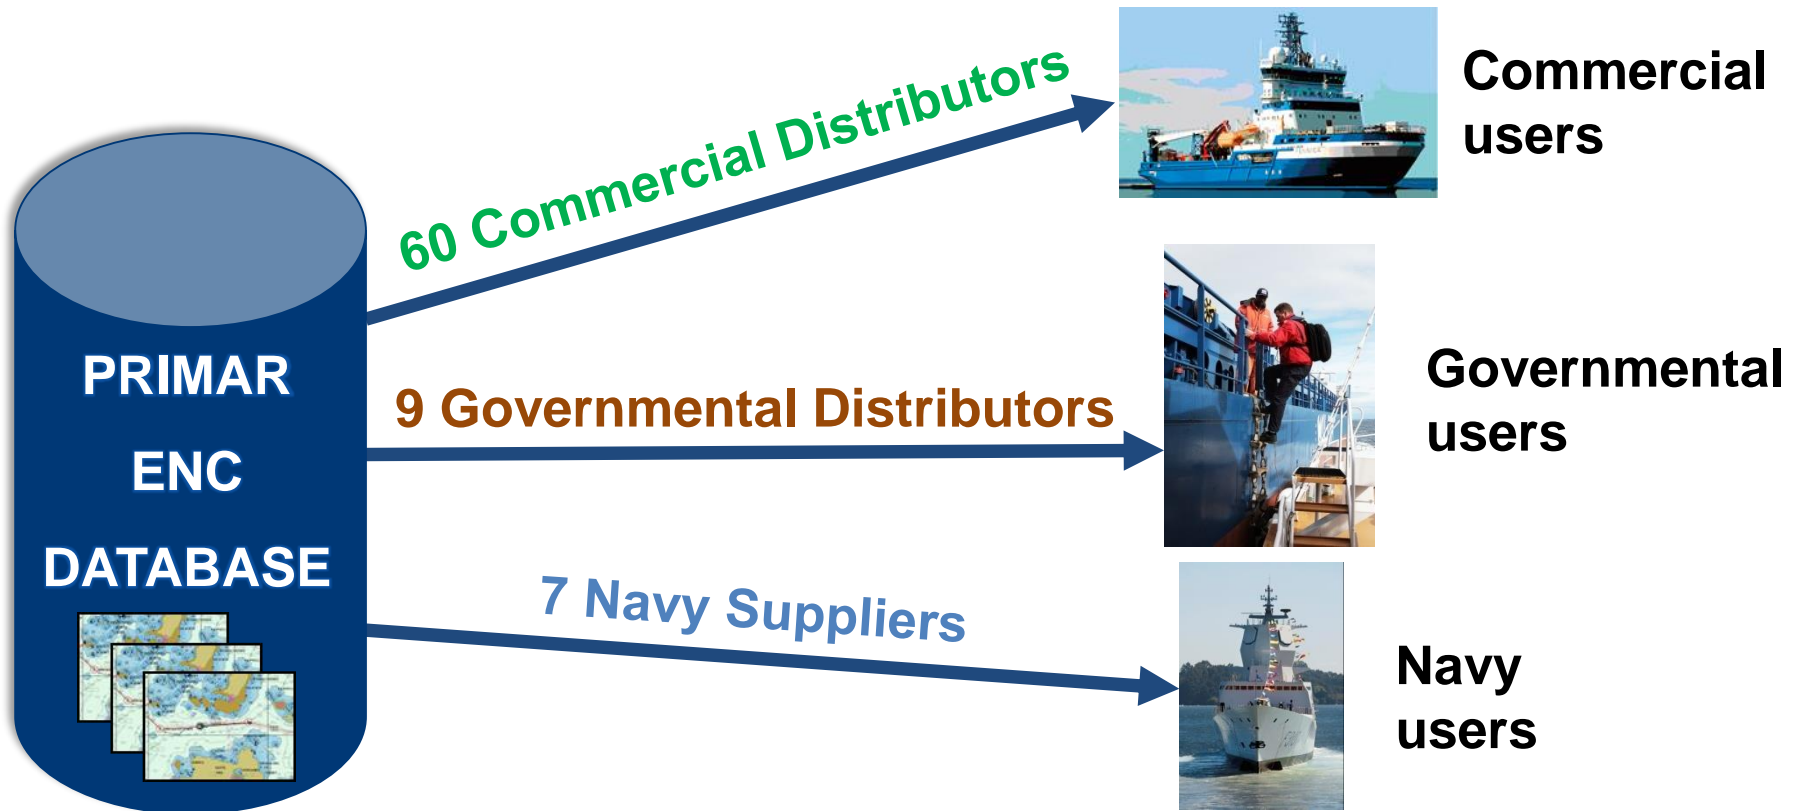 PRIMAR
ENC
DATABASE
60 Commercial Distributors
Commercial
users
9 Governmental Distributors
Governmental
users
7 Navy Suppliers
Navy
users